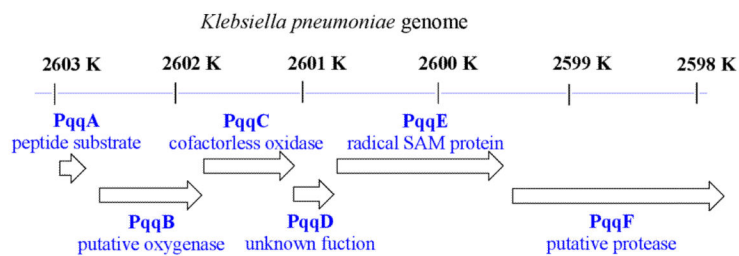 Klebsiella pneumoniae genome
2603 K 2602 K 2601 K 2600 K 2599 K 2598 K
PqqA PqqC PqqE
peptide substrate cofactorless oxidase radical SAM protein
PqqB PqqD PqqF
putative oxygenase unknown fuction putative protease